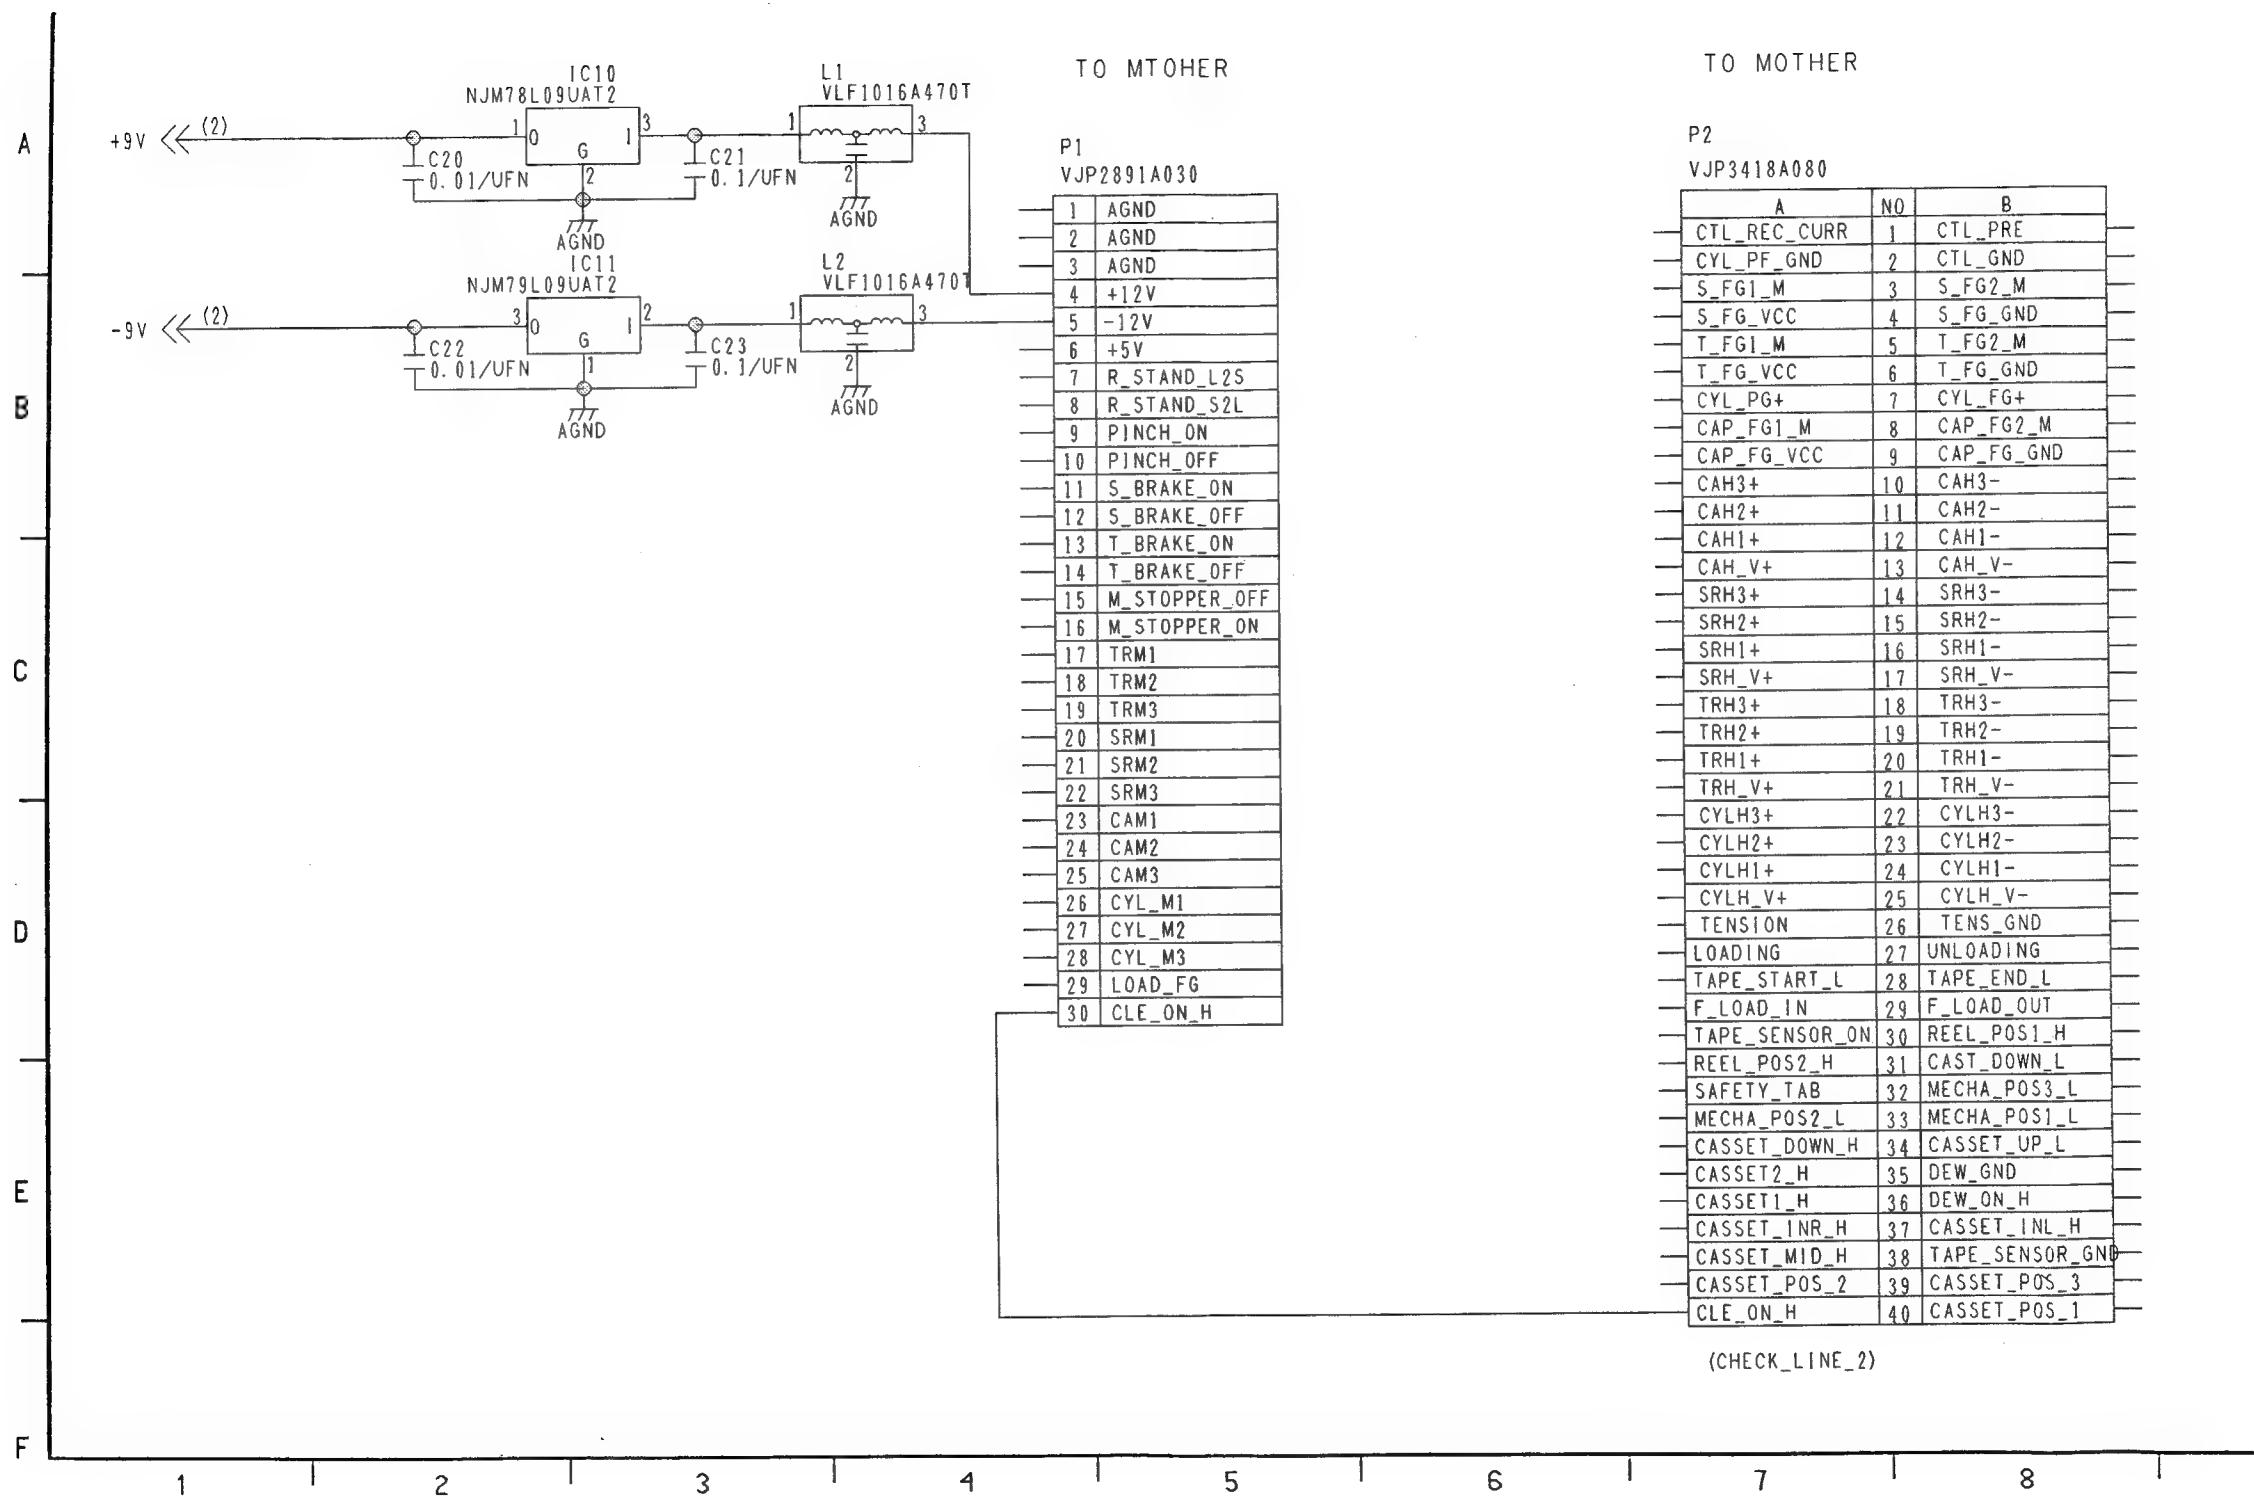 TO MTOHER
TO MOTHER
IC10
NJM78L09UAT2
L1
VLF1016A470T
A
+9V
(2)
1
O
G
I
3
2
C20
0.01/UFN
C21
0.1/UFN
1
3
2
AGND
AGND
IC11
NJM79L09UAT2
L2
VLF1016A470T
-9V
(2)
3
O
G
I
2
1
C22
0.01/UFN
C23
0.1/UFN
1
3
2
AGND
AGND
B
P1
VJP2891A030
1 AGND
2 AGND
3 AGND
4 +12V
5 -12V
6 +5V
7 R_STAND_L2S
8 R_STAND_S2L
9 PINCH_ON
10 PINCH_OFF
11 S_BRAKE_ON
12 S_BRAKE_OFF
13 T_BRAKE_ON
14 T_BRAKE_OFF
15 M_STOPPER_OFF
16 M_STOPPER_ON
17 TRM1
18 TRM2
19 TRM3
20 SRM1
21 SRM2
22 SRM3
23 CAM1
24 CAM2
25 CAM3
26 CYL_M1
27 CYL_M2
28 CYL_M3
29 LOAD_FG
30 CLE_ON_H
P2
VJP3418A080
A NO B
CTL_REC_CURR 1 CTL_PRE
CYL_PF_GND 2 CTL_GND
S_FG1_M 3 S_FG2_M
S_FG_VCC 4 S_FG_GND
T_FG1_M 5 T_FG2_M
T_FG_VCC 6 T_FG_GND
CYL_PG+ 7 CYL_FG+
CAP_FG1_M 8 CAP_FG2_M
CAP_FG_VCC 9 CAP_FG_GND
CAH3+ 10 CAH3-
CAH2+ 11 CAH2-
CAH1+ 12 CAH1-
CAH_V+ 13 CAH_V-
SRH3+ 14 SRH3-
SRH2+ 15 SRH2-
SRH1+ 16 SRH1-
SRH_V+ 17 SRH_V-
TRH3+ 18 TRH3-
TRH2+ 19 TRH2-
TRH1+ 20 TRH1-
TRH_V+ 21 TRH_V-
CYLH3+ 22 CYLH3-
CYLH2+ 23 CYLH2-
CYLH1+ 24 CYLH1-
CYLH_V+ 25 CYLH_V-
TENSION 26 TENS_GND
LOADING 27 UNLOADING
TAPE_START_L 28 TAPE_END_L
F_LOAD_IN 29 F_LOAD_OUT
TAPE_SENSOR_ON 30 REEL_POS1_H
REEL_POS2_H 31 CAST_DOWN_L
SAFETY_TAB 32 MECHA_POS3_L
MECHA_POS2_L 33 MECHA_POS1_L
CASSET_DOWN_H 34 CASSET_UP_L
CASSET2_H 35 DEW_GND
CASSET1_H 36 DEW_ON_H
CASSET_INR_H 37 CASSET_INL_H
CASSET_MID_H 38 TAPE_SENSOR_GND
CASSET_POS_2 39 CASSET_POS_3
CLE_ON_H 40 CASSET_POS_1
(CHECK_LINE_2)
C
D
E
F
1 2 3 4 5 6 7 8